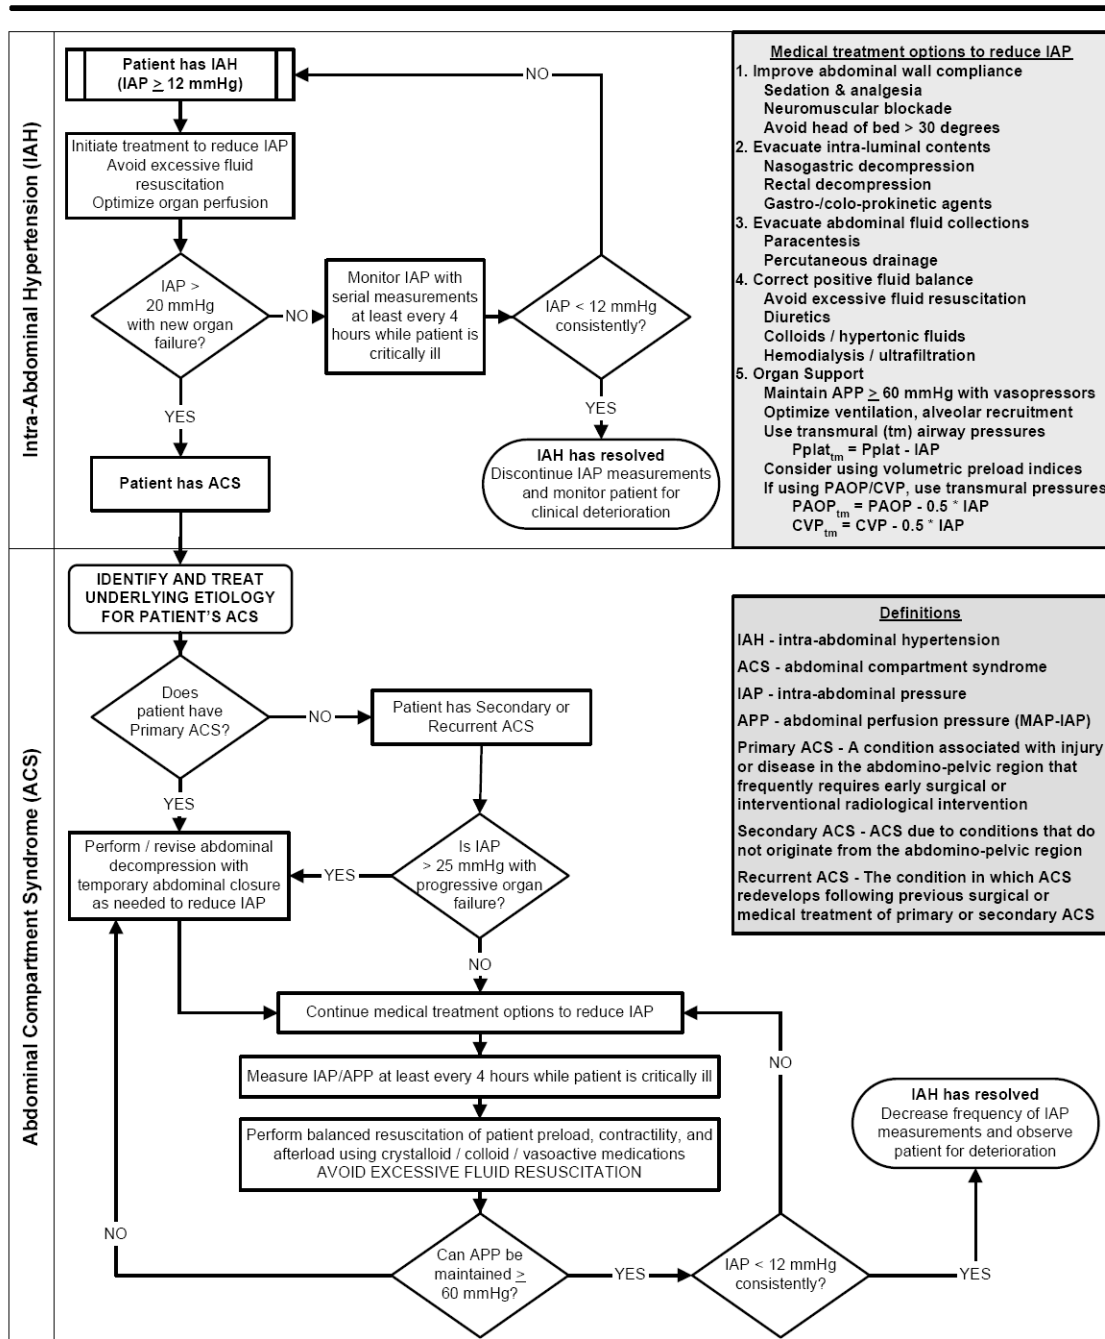 Intra-Abdominal Hypertension (IAH)
Patient has IAH
(IAP ≥ 12 mmHg)
NO
Initiate treatment to reduce IAP
Avoid excessive fluid
resuscitation
Optimize organ perfusion
IAP >
20 mmHg
with new organ
failure?
NO
Monitor IAP with
serial measurements
at least every 4
hours while patient is
critically ill
IAP < 12 mmHg
consistently?
YES
YES
IAH has resolved
Discontinue IAP measurements
and monitor patient for
clinical deterioration
Patient has ACS
Medical treatment options to reduce IAP
1. Improve abdominal wall compliance
Sedation & analgesia
Neuromuscular blockade
Avoid head of bed > 30 degrees
2. Evacuate intra-luminal contents
Nasogastric decompression
Rectal decompression
Gastro-/colo-prokinetic agents
3. Evacuate abdominal fluid collections
Paracentesis
Percutaneous drainage
4. Correct positive fluid balance
Avoid excessive fluid resuscitation
Diuretics
Colloids / hypertonic fluids
Hemodialysis / ultrafiltration
5. Organ Support
Maintain APP ≥ 60 mmHg with vasopressors
Optimize ventilation, alveolar recruitment
Use transmural (tm) airway pressures
Pplat tm = Pplat - IAP
Consider using volumetric preload indices
If using PAOP/CVP, use transmural pressures
PAOP tm = PAOP - 0.5 * IAP
CVP tm = CVP - 0.5 * IAP
Abdominal Compartment Syndrome (ACS)
IDENTIFY AND TREAT
UNDERLYING ETIOLOGY
FOR PATIENT'S ACS
Does
patient have
Primary ACS?
NO
Patient has Secondary or
Recurrent ACS
YES
Perform / revise abdominal
decompression with
temporary abdominal closure
as needed to reduce IAP
YES
Is IAP
> 25 mmHg with
progressive organ
failure?
NO
Continue medical treatment options to reduce IAP
NO
Measure IAP/APP at least every 4 hours while patient is critically ill
Perform balanced resuscitation of patient preload, contractility, and
afterload using crystalloid / colloid / vasoactive medications
AVOID EXCESSIVE FLUID RESUSCITATION
NO
Can APP be
maintained ≥
60 mmHg?
YES
IAP < 12 mmHg
consistently?
YES
IAH has resolved
Decrease frequency of IAP
measurements and observe
patient for deterioration
Definitions
IAH - intra-abdominal hypertension
ACS - abdominal compartment syndrome
IAP - intra-abdominal pressure
APP - abdominal perfusion pressure (MAP-IAP)
Primary ACS - A condition associated with injury
or disease in the abdomino-pelvic region that
frequently requires early surgical or
interventional radiological intervention
Secondary ACS - ACS due to conditions that do
not originate from the abdomino-pelvic region
Recurrent ACS - The condition in which ACS
redevelops following previous surgical or
medical treatment of primary or secondary ACS